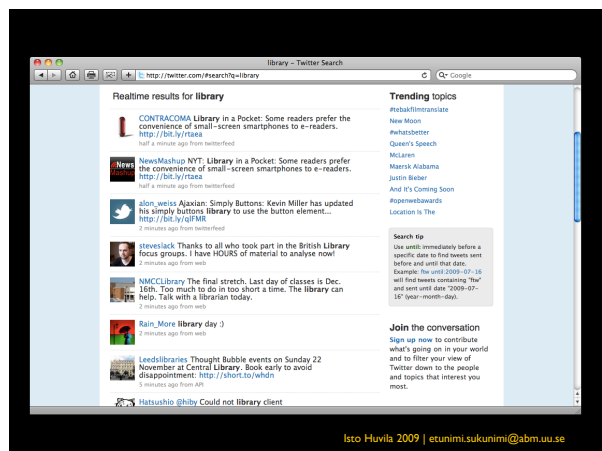 library – Twitter Search
http://twitter.com/#search?q=library
Google
Realtime results for library
CONTRACOMA Library in a Pocket: Some readers prefer the
convenience of small-screen smartphones to e-readers.
http://bit.ly/rtaea
half a minute ago from twitterfeed
#News
Mashup
NewsMashup NYT: Library in a Pocket: Some readers prefer
the convenience of small-screen smartphones to e-readers.
http://bit.ly/rtaea
half a minute ago from twitterfeed
alon_weiss Ajaxian: Simply Buttons: Kevin Miller has updated
his simply buttons library to use the button element...
http://bit.ly/qlFMR
2 minutes ago from twitterfeed
steveslack Thanks to all who took part in the British Library
focus groups. I have HOURS of material to analyse now!
2 minutes ago from web
NMCCLibrary The final stretch. Last day of classes is Dec.
16th. Too much to do in too short a time. The library can
help. Talk with a librarian today.
2 minutes ago from web
Rain_More library day :)
2 minutes ago from web
Leedslibraries Thought Bubble events on Sunday 22
November at Central Library. Book early to avoid
disappointment: http://short.to/whdn
5 minutes ago from API
Hatsushio @hiby Could not library client
Trending topics
#tebakfilmtranslate
New Moon
#whatsbetter
Queen's Speech
McLaren
Maersk Alabama
Justin Bieber
And It's Coming Soon
#openwebawards
Location Is The
Search tip
Use until: immediately before a
specific date to find tweets sent
before and until that date.
Example: ftw until:2009-07-16
will find tweets containing "ftw"
and sent until date "2009-07-
16" (year-month-day).
Join the conversation
Sign up now to contribute
what's going on in your world
and to filter your view of
Twitter down to the people
and topics that interest you
most.
Isto Huvila 2009 | etunimi.sukunimi@abm.uu.se